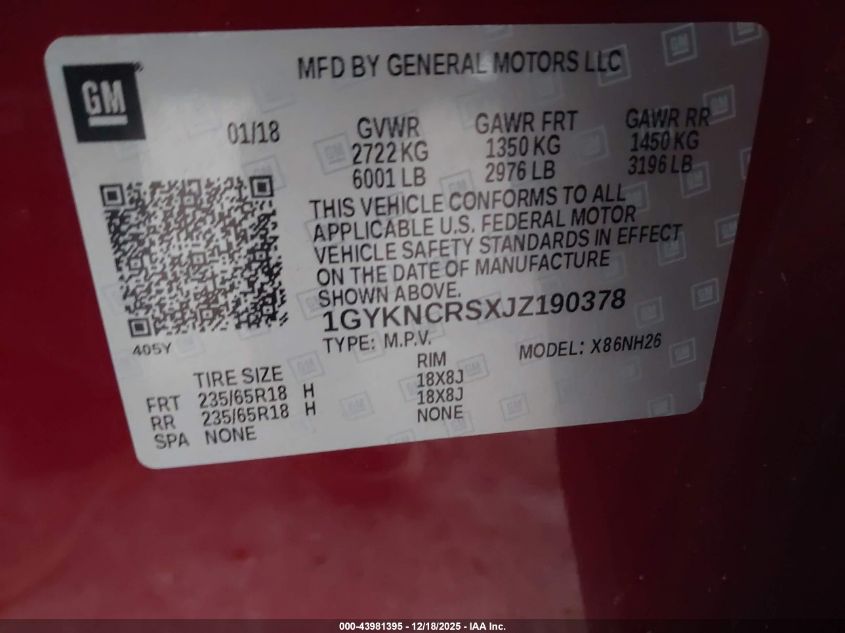 GM
MFD BY GENERAL MOTORS LLC
01/18 GVWR GAWR FRT GAWR RR
2722 KG 1350 KG 1450 KG
6001 LB 2976 LB 3196 LB
THIS VEHICLE CONFORMS TO ALL
APPLICABLE U.S. FEDERAL MOTOR
VEHICLE SAFETY STANDARDS IN EFFECT
ON THE DATE OF MANUFACTURE
SHOWN ABOVE.
1GYKNCRSXJZ190378
405Y
TYPE: M.P.V. MODEL: X86NH26
TIRE SIZE RIM
FRT 235/65R18 H 18X8J
RR 235/65R18 H 18X8J
SPA NONE NONE
000-43981395 • 12/18/2025 - IAA Inc.